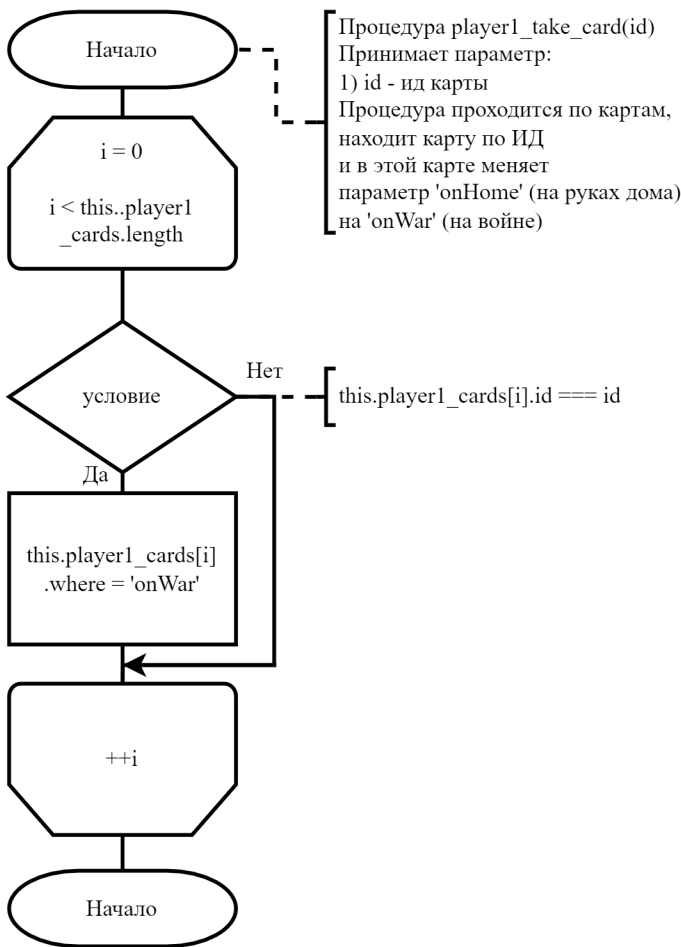 Начало
Процедура player1_take_card(id)
Принимает параметр:
1) id - ид карты
Процедура проходится по картам,
находит карту по ИД
и в этой карте меняет
параметр 'onHome' (на руках дома)
на 'onWar' (на войне)
i = 0
i < this..player1
_cards.length
условие
Нет
this.player1_cards[i].id === id
Да
this.player1_cards[i]
.where = 'onWar'
++i
Начало